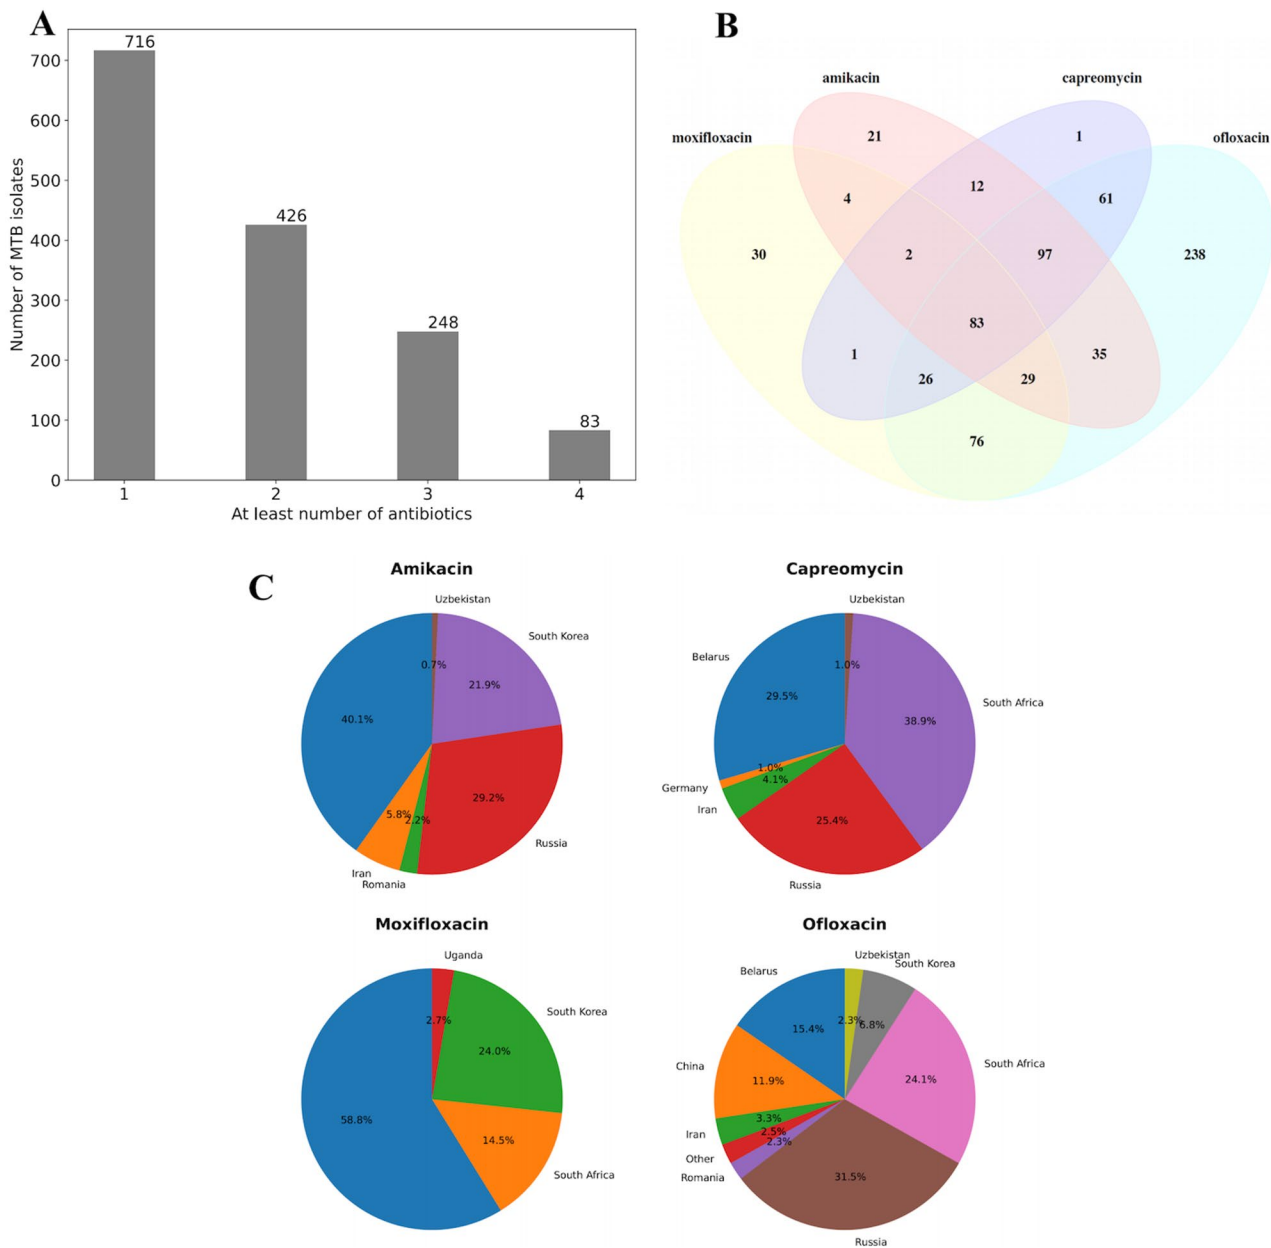 A
716
426
248
83
700
600
500
400
300
200
100
0
Number of MTB isolates
1 2 3 4
At least number of antibiotics
B
amikacin capreomycin
moxifloxacin ofloxacin
21 1
12
4 61
30 2 97 238
83
1 35
26 29
76
C
Amikacin
Uzbekistan
South Korea
0.7%
21.9%
40.1%
29.2%
5.8%
2.2%
Russia
Iran
Romania
Capreomycin
Uzbekistan
Belarus
1.0%
29.5%
South Africa
38.9%
1.0%
4.1%
Germany
Iran
25.4%
Russia
Moxifloxacin
Uganda
South Korea
2.7%
24.0%
58.8%
14.5%
South Africa
Ofloxacin
Uzbekistan
South Korea
Belarus
2.3%
6.8%
15.4%
China
South Africa
11.9%
24.1%
3.3%
2.5%
2.3%
Iran
Other
Romania
31.5%
Russia